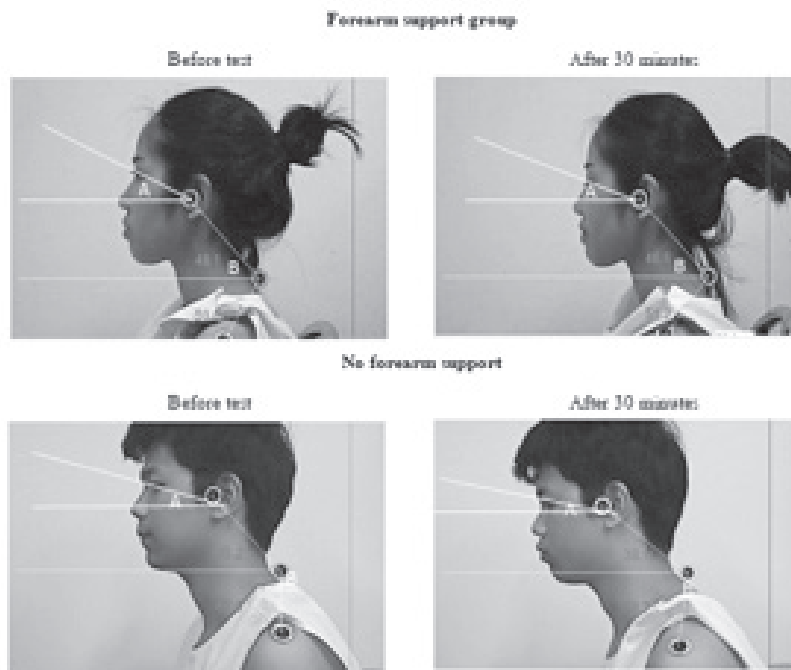 Forearm support group
Before test
After 30 minutes
A
A
B
B
No forearm support
Before test
After 30 minutes
A
A